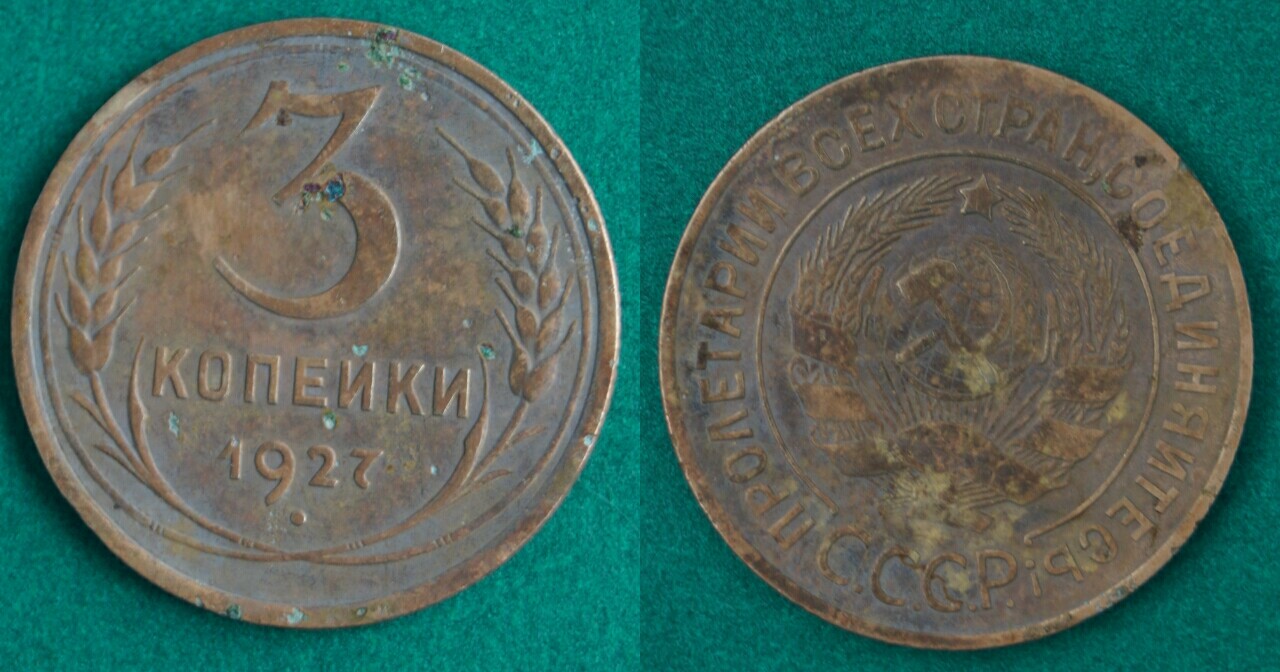 3
КОПЕЙКИ
1927
ПРОЛЕТАРИИ ВСЕХ СТРАН, СОЕДИНЯЙТЕСЬ!
С.С.С.Р.